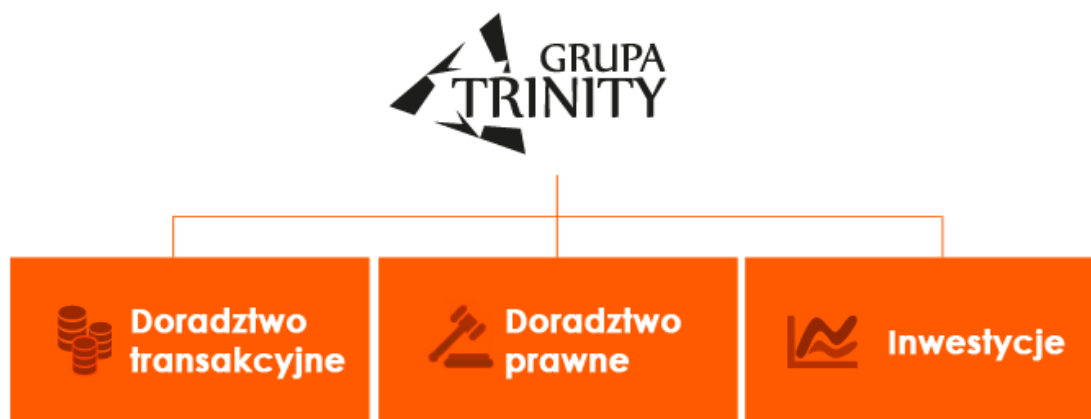 GRUPA
TRINITY
Doradztwo
transakcyjne
Doradztwo
prawne
Inwestycje